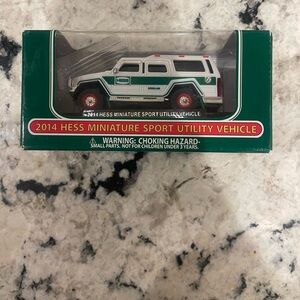 2014 HESS MINIATURE SPORT UTILITY VEHICLE
2014 HESS MINIATURE SPORT UTILITY VEHICLE
WARNING: CHOKING HAZARD-
SMALL PARTS. NOT FOR CHILDREN UNDER 3 YEARS.